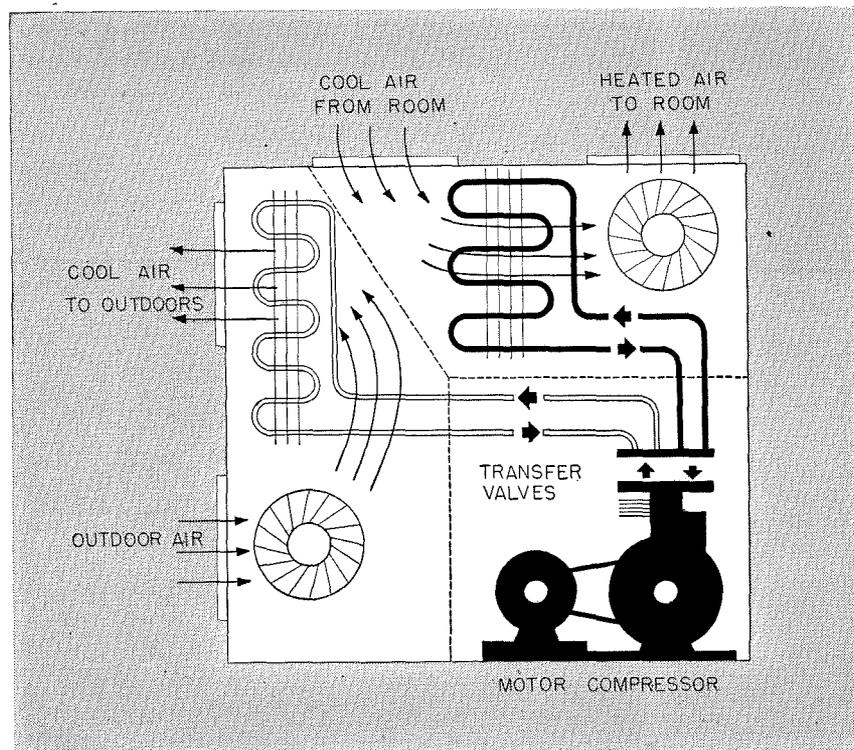 COOL AIR
FROM ROOM
HEATED AIR
TO ROOM
COOL AIR
TO OUTDOORS
TRANSFER
VALVES
OUTDOOR AIR
MOTOR COMPRESSOR